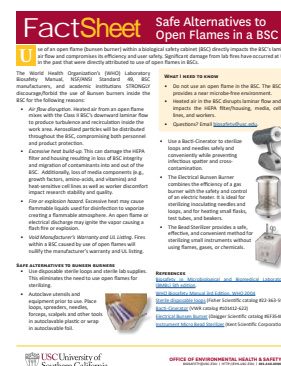 FactSheet
Safe Alternatives to
Open Flames in a BSC
Use of an open flame (bunsen burner) within a biological safety cabinet (BSC) directly impacts the BSC's
air flow and compromises its efficiency and user safety. Significant damage from lab fires have occurred at
in the past that were directly attributed to use of open flames in BSCs.
The World Health Organization's (WHO) Laboratory
Biosafety Manual, NSF/ANSI Standard 49, BSC
manufacturers, and academic institutions STRONGLY
discourage/forbid the use of Bunsen burners inside the
BSC for the following reasons:
• Air flow disruption. Heated air from an open flame
mixes with the Class II BSC's downward laminar flow
to produce turbulence and recirculation inside the
work area. Aerosolized particles will be distributed
throughout the BSC, compromising both personnel
and product protection.
• Excessive heat build-up. This can damage the HEPA
filter and housing resulting in loss of BSC integrity
and migration of contaminants into and out of the
BSC. Additionally, loss of media components (e.g.,
growth factors, amino-acids, and vitamins) and
heat-sensitive cell lines as well as worker discomfort
impact research stability and quality.
• Fire or explosion hazard. Excessive heat may cause
flammable liquids used for disinfection to vaporize
creating a flammable atmosphere. An open flame or
electrical discharge may ignite the vapor causing a
flash fire or explosion.
• Void Manufacturer's Warranty and UL Listing. Fires
within a BSC caused by use of open flames will
nullify the manufacturer's warranty and UL listing.
SAFE ALTERNATIVES TO BUNSEN BURNERS
• Use disposable sterile loops and sterile lab supplies.
This eliminates the need to use open flames for
sterilizing.
• Autoclave utensils and
equipment prior to use. Place
loops, spreaders, needles,
forceps, scalpels and other tools
in autoclavable plastic or wrap
in autoclavable foil.
WHAT I NEED TO KNOW
• Do not use an open flame in the BSC. The BSC
provides a near microbe-free environment.
• Heated air in the BSC disrupts laminar flow and
impacts the HEPA filter/housing, media, cell
lines, and workers.
• Questions? Email biosafety@usc.edu.
• Use a Bacti-Cinerator to sterilize
loops and needles safely and
conveniently while preventing
infectious spatter and cross-
contamination.
• The Electrical Bunsen Burner
combines the efficiency of a gas
burner with the safety and control
of an electric heater. It is ideal for
sterilizing inoculating needles and
loops, and for heating small flasks,
test tubes, and beakers.
• The Bead Sterilizer provides a safe,
effective, and convenient method for
sterilizing small instruments without
using flames, gases, or chemicals.
REFERENCES
Biosafety in Microbiological and Biomedical
(BMBL) 5th edition
WHO Biosafety Manual 3rd Edition, WHO 2004
Sterile disposable loops (Fisher Scientific catalog
Bacti-Cinerator (VWR catalog
Electrical Bunsen Burner (Daigger Scientific catalog
Instrument Micro Bead Sterilizer (Kent Scientific
USC University of
Southern California
OFFICE OF ENVIRONMENTAL HEALTH & SAFETY